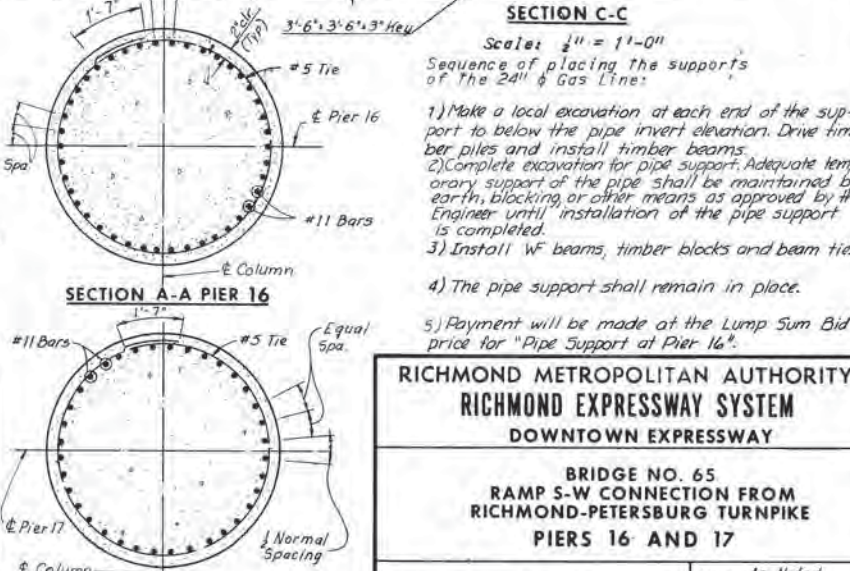 1'-7"
2" clr.
(Typ)
3'-6"x3'-6"x3" Key
#5 Tie
℄ Pier 16
Spa.
#11 Bars
℄ Column
SECTION A-A PIER 16
1'-7"
#11 Bars
#5 Tie
Equal
Spa.
℄ Pier 17
½ Normal
Spacing
℄ Column
SECTION C-C
Scale: ½" = 1'-0"
Sequence of placing the supports
of the 24" ϕ Gas Line:
1) Make a local excavation at each end of the sup-
port to below the pipe invert elevation. Drive tim-
ber piles and install timber beams.
2) Complete excavation for pipe support. Adequate temp-
orary support of the pipe shall be maintained
earth, blocking, or other means as approved by
Engineer until installation of the pipe support
is completed.
3) Install WF beams, timber blocks and beam
4) The pipe support shall remain in place.
5) Payment will be made at the Lump Sum Bid
price for "Pipe Support at Pier 16".
RICHMOND METROPOLITAN AUTHORITY
RICHMOND EXPRESSWAY SYSTEM
DOWNTOWN EXPRESSWAY
BRIDGE NO. 65
RAMP S-W CONNECTION FROM
RICHMOND-PETERSBURG TURNPIKE
PIERS 16 AND 17